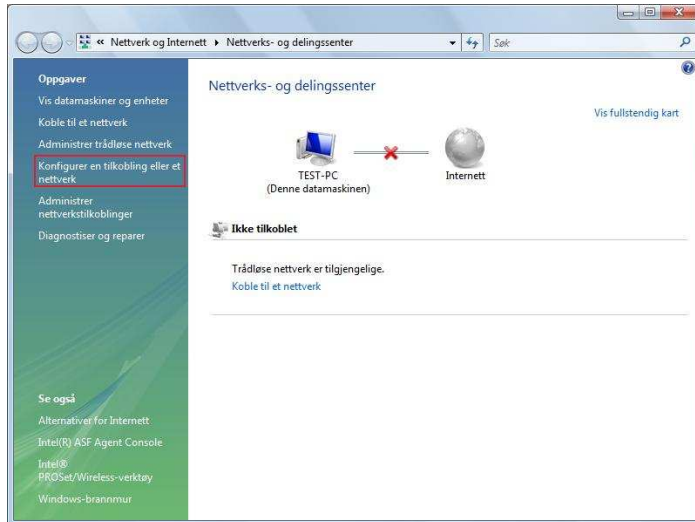 « Nettverk og Internett ▸ Nettverks- og delingssenter
Søk
Oppgaver
Vis datamaskiner og enheter
Koble til et nettverk
Administrer trådløse nettverk
Konfigurer en tilkobling eller et
nettverk
Administrer
nettverkstilkoblinger
Diagnostiser og reparer
Se også
Alternativer for Internett
Intel(R) ASF Agent Console
Intel®
PROSet/Wireless-verktøy
Windows-brannmur
Nettverks- og delingssenter
Vis fullstendig kart
TEST-PC
(Denne datamaskinen)
Internett
Ikke tilkoblet
Trådløse nettverk er tilgjengelige.
Koble til et nettverk